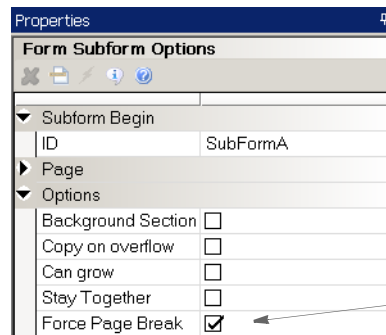 Properties
Form Subform Options
Subform Begin
ID SubFormA
Page
Options
Background Section
Copy on overflow
Can grow
Stay Together
Force Page Break